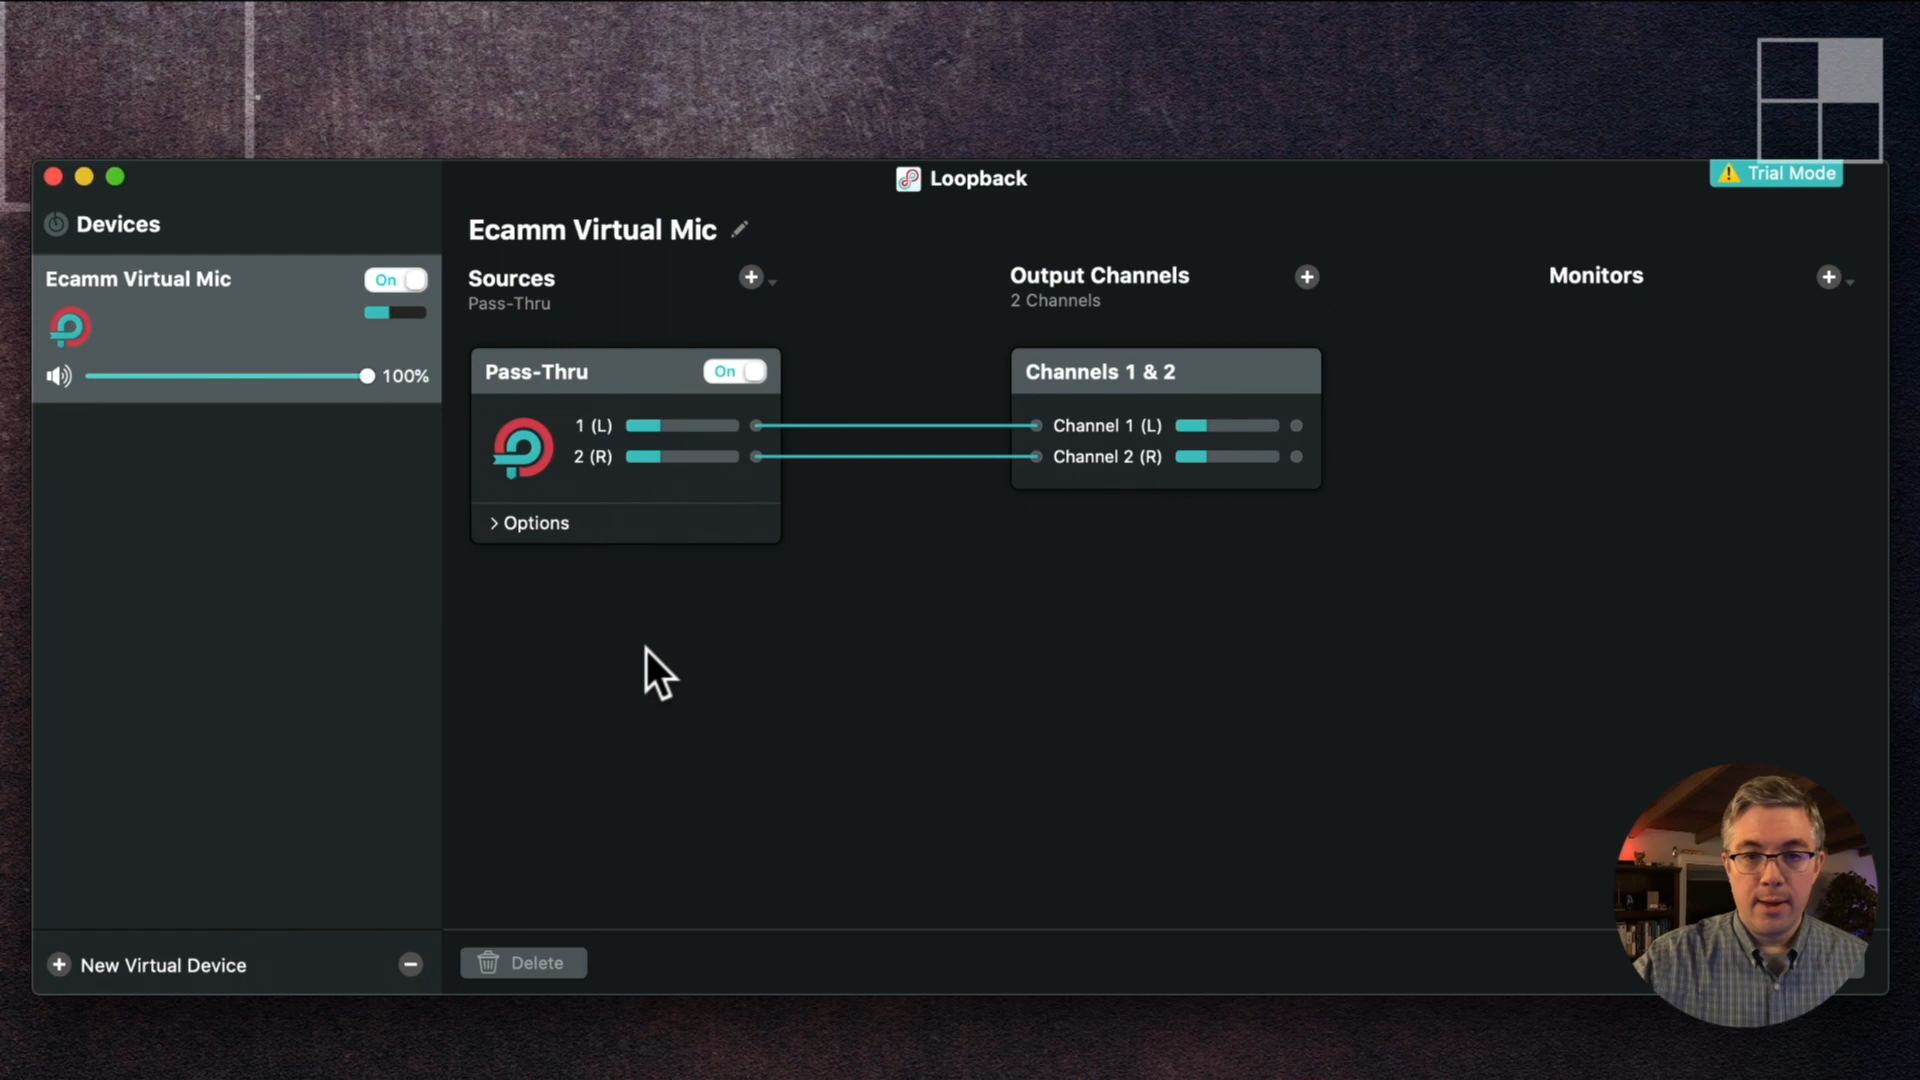 Loopback
Trial Mode
Devices
Ecamm Virtual Mic
On
100%
New Virtual Device
Ecamm Virtual Mic
Sources
Pass-Thru
Pass-Thru
On
1 (L)
2 (R)
Options
Output Channels
2 Channels
Channels 1 & 2
Channel 1 (L)
Channel 2 (R)
Monitors
Delete